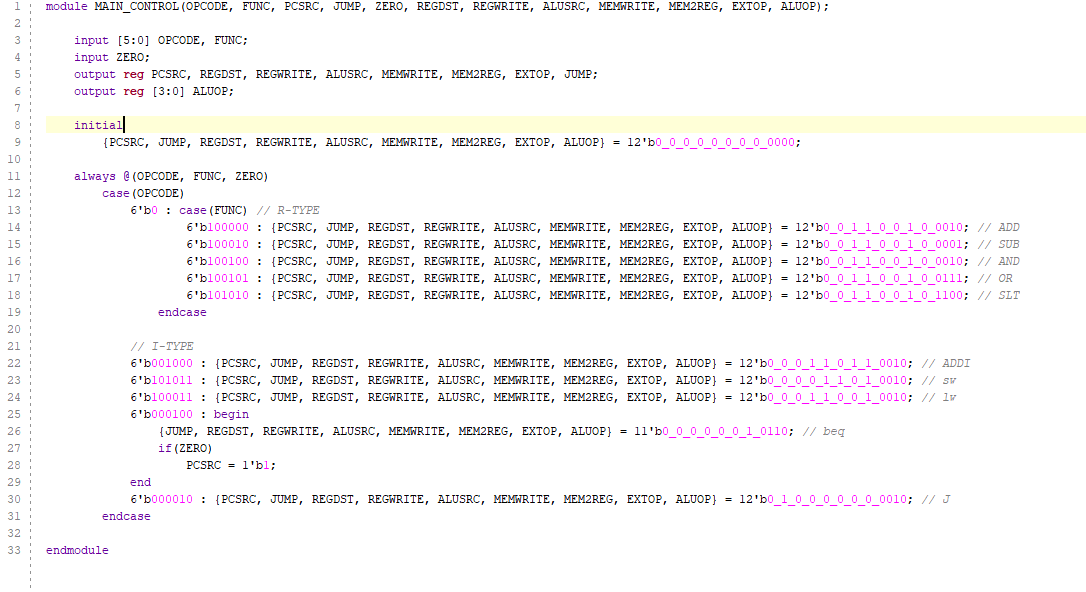 1 module MAIN_CONTROL(OPCODE, FUNC, PCSRC, JUMP, ZERO, REGDST, REGWRITE, ALUSRC, MEMWRITE, MEM2REG, EXTOP, ALUOP);
2
3 input [5:0] OPCODE, FUNC;
4 input ZERO;
5 output reg PCSRC, REGDST, REGWRITE, ALUSRC, MEMWRITE, MEM2REG, EXTOP, JUMP;
6 output reg [3:0] ALUOP;
7
8 initial
9 {PCSRC, JUMP, REGDST, REGWRITE, ALUSRC, MEMWRITE, MEM2REG, EXTOP, ALUOP} = 12'b0_0_0_0_0_0_0_0_0000;
10
11 always @(OPCODE, FUNC, ZERO)
12 case(OPCODE)
13 6'b0 : case(FUNC) // R-TYPE
14 6'b100000 : {PCSRC, JUMP, REGDST, REGWRITE, ALUSRC, MEMWRITE, MEM2REG, EXTOP, ALUOP} = 12'b0_0_1_1_0_0_1_0_0010; // ADD
15 6'b100010 : {PCSRC, JUMP, REGDST, REGWRITE, ALUSRC, MEMWRITE, MEM2REG, EXTOP, ALUOP} = 12'b0_0_1_1_0_0_1_0_0001; // SUB
16 6'b100100 : {PCSRC, JUMP, REGDST, REGWRITE, ALUSRC, MEMWRITE, MEM2REG, EXTOP, ALUOP} = 12'b0_0_1_1_0_0_1_0_0010; // AND
17 6'b100101 : {PCSRC, JUMP, REGDST, REGWRITE, ALUSRC, MEMWRITE, MEM2REG, EXTOP, ALUOP} = 12'b0_0_1_1_0_0_1_0_0111; // OR
18 6'b101010 : {PCSRC, JUMP, REGDST, REGWRITE, ALUSRC, MEMWRITE, MEM2REG, EXTOP, ALUOP} = 12'b0_0_1_1_0_0_1_0_1100; // SLT
19 endcase
20
21 // I-TYPE
22 6'b001000 : {PCSRC, JUMP, REGDST, REGWRITE, ALUSRC, MEMWRITE, MEM2REG, EXTOP, ALUOP} = 12'b0_0_0_1_1_0_1_1_0010; // ADDI
23 6'b101011 : {PCSRC, JUMP, REGDST, REGWRITE, ALUSRC, MEMWRITE, MEM2REG, EXTOP, ALUOP} = 12'b0_0_0_0_1_1_0_1_0010; // sw
24 6'b100011 : {PCSRC, JUMP, REGDST, REGWRITE, ALUSRC, MEMWRITE, MEM2REG, EXTOP, ALUOP} = 12'b0_0_0_1_1_0_0_1_0010; // lw
25 6'b000100 : begin
26 {JUMP, REGDST, REGWRITE, ALUSRC, MEMWRITE, MEM2REG, EXTOP, ALUOP} = 11'b0_0_0_0_0_0_1_0110; // beq
27 if(ZERO)
28 PCSRC = 1'b1;
29 end
30 6'b000010 : {PCSRC, JUMP, REGDST, REGWRITE, ALUSRC, MEMWRITE, MEM2REG, EXTOP, ALUOP} = 12'b0_1_0_0_0_0_0_0_0010; // J
31 endcase
32
33 endmodule